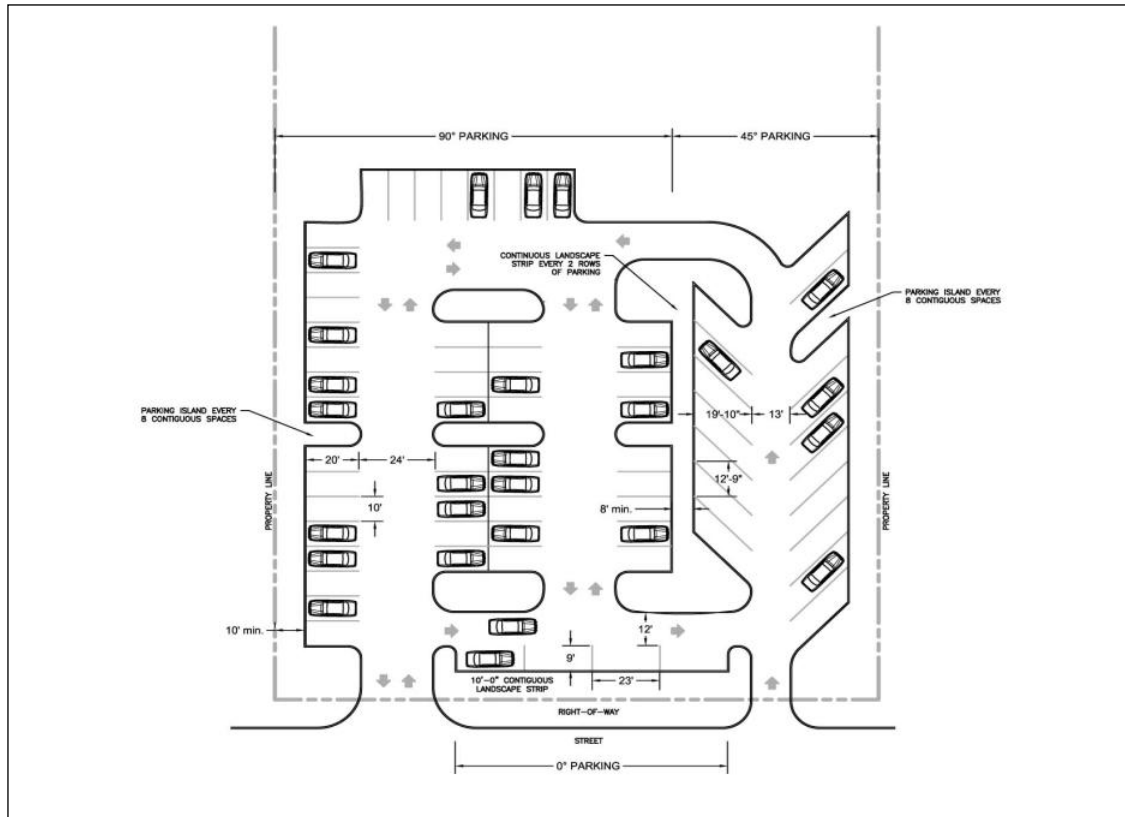 90° PARKING
45° PARKING
CONTINUOUS LANDSCAPE
STRIP EVERY 2 ROWS
OF PARKING
PARKING ISLAND EVERY
8 CONTIGUOUS SPACES
PARKING ISLAND EVERY
8 CONTIGUOUS SPACES
19'-10"
13'
20'
24'
12'-9"
10'
8' min.
PROPERTY LINE
PROPERTY LINE
10' min.
12'
9'
23'
10'-0" CONTIGUOUS
LANDSCAPE STRIP
RIGHT-OF-WAY
STREET
0° PARKING